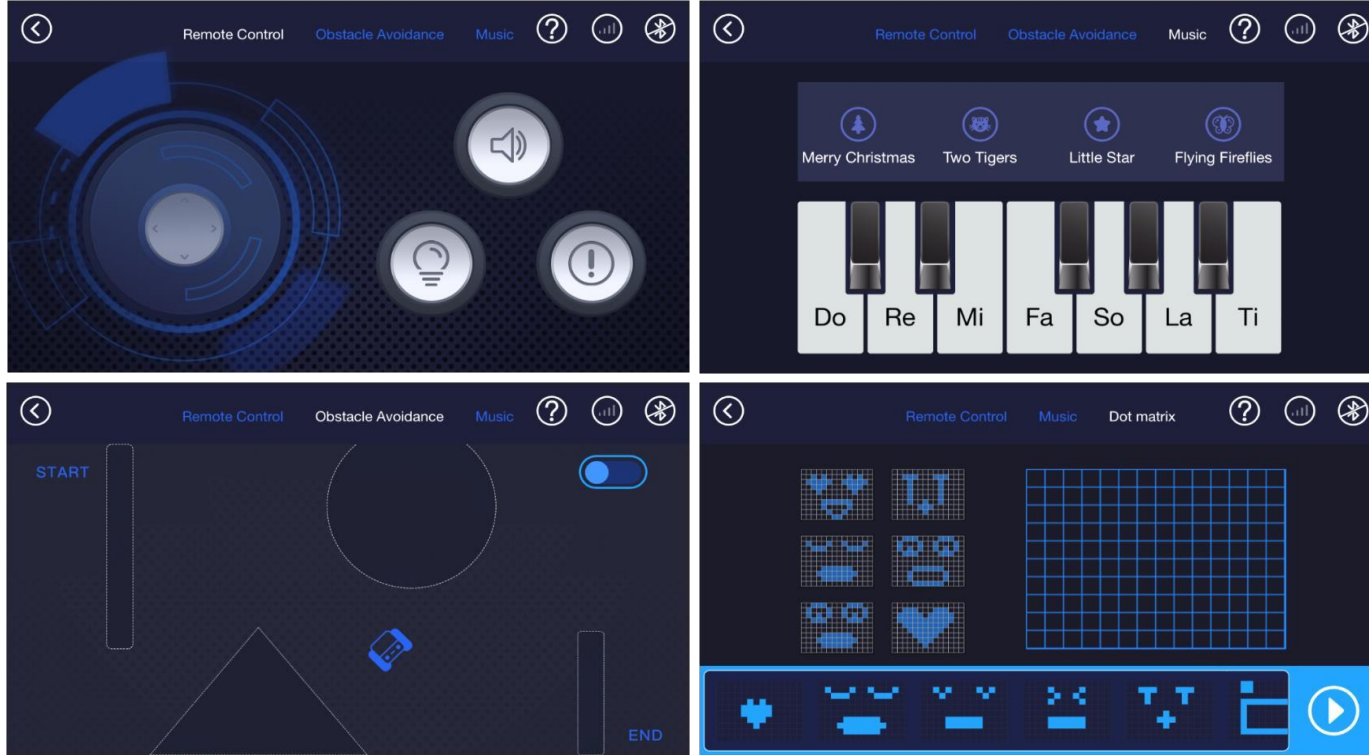 Remote Control Obstacle Avoidance Music
Remote Control Obstacle Avoidance Music
Merry Christmas Two Tigers Little Star Flying Fireflies
Do Re Mi Fa So La Ti
Remote Control Obstacle Avoidance Music
START
END
Remote Control Music Dot matrix